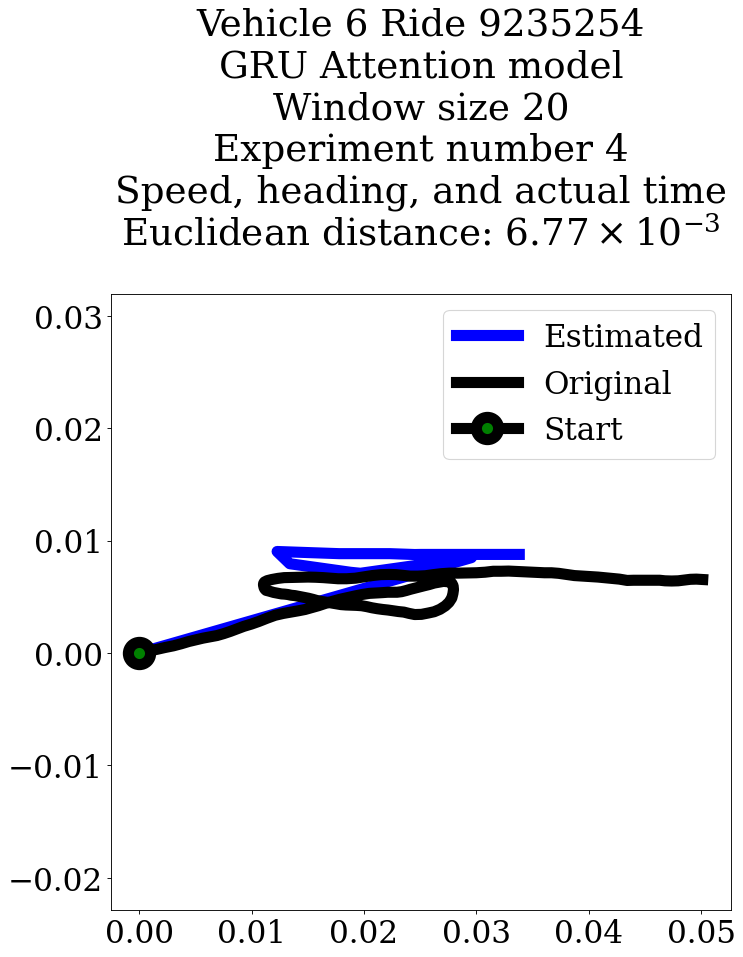 Vehicle 6 Ride 9235254
GRU Attention model
Window size 20
Experiment number 4
Speed, heading, and actual time
Euclidean distance: 6.77 × 10⁻³
Estimated
Original
Start
0.03
0.02
0.01
0.00
−0.01
−0.02
0.00 0.01 0.02 0.03 0.04 0.05